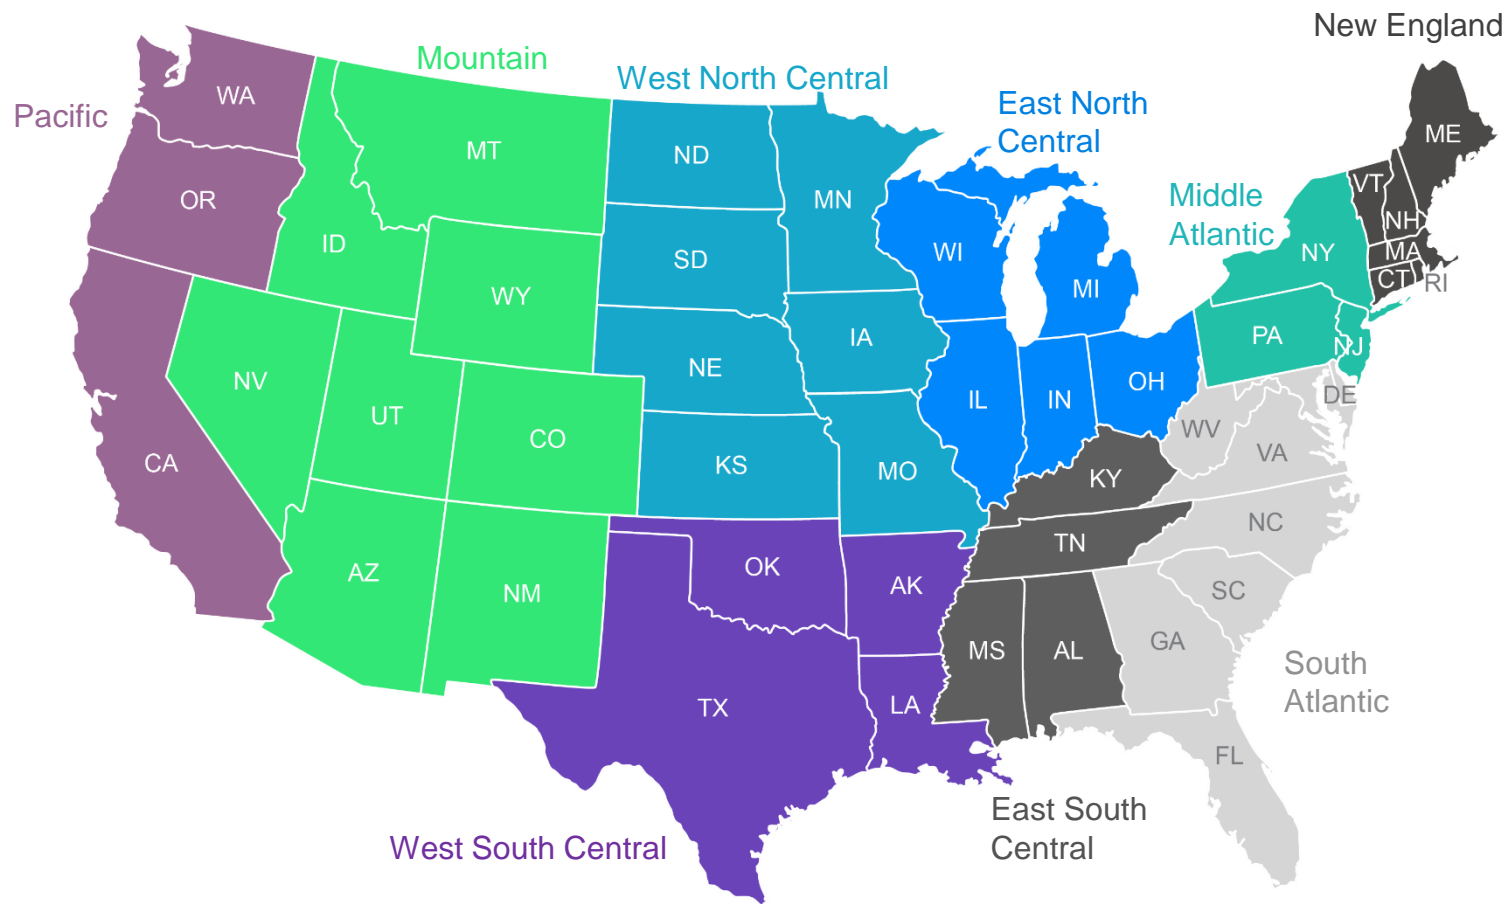 New England
Mountain
West North Central
East North
Central
Pacific
WA
MT
ND
MN
ME
VT
NH
MA
CT
RI
Middle
Atlantic
OR
ID
SD
WI
MI
NY
WY
NE
IA
PA
NJ
NV
UT
CO
KS
MO
IL
IN
OH
DE
WV
VA
CA
KY
NC
AZ
NM
OK
AK
TN
SC
TX
LA
MS
AL
GA
South
Atlantic
FL
East South
Central
West South Central